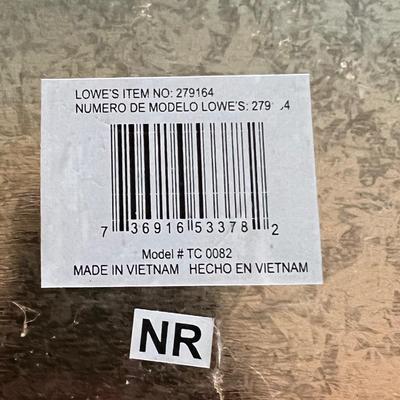 LOWE'S ITEM NO: 279164
NUMERO DE MODELO LOWE'S:
7 36916 53378 2
Model # TC 0082
MADE IN VIETNAM HECHO EN VIETNAM
NR